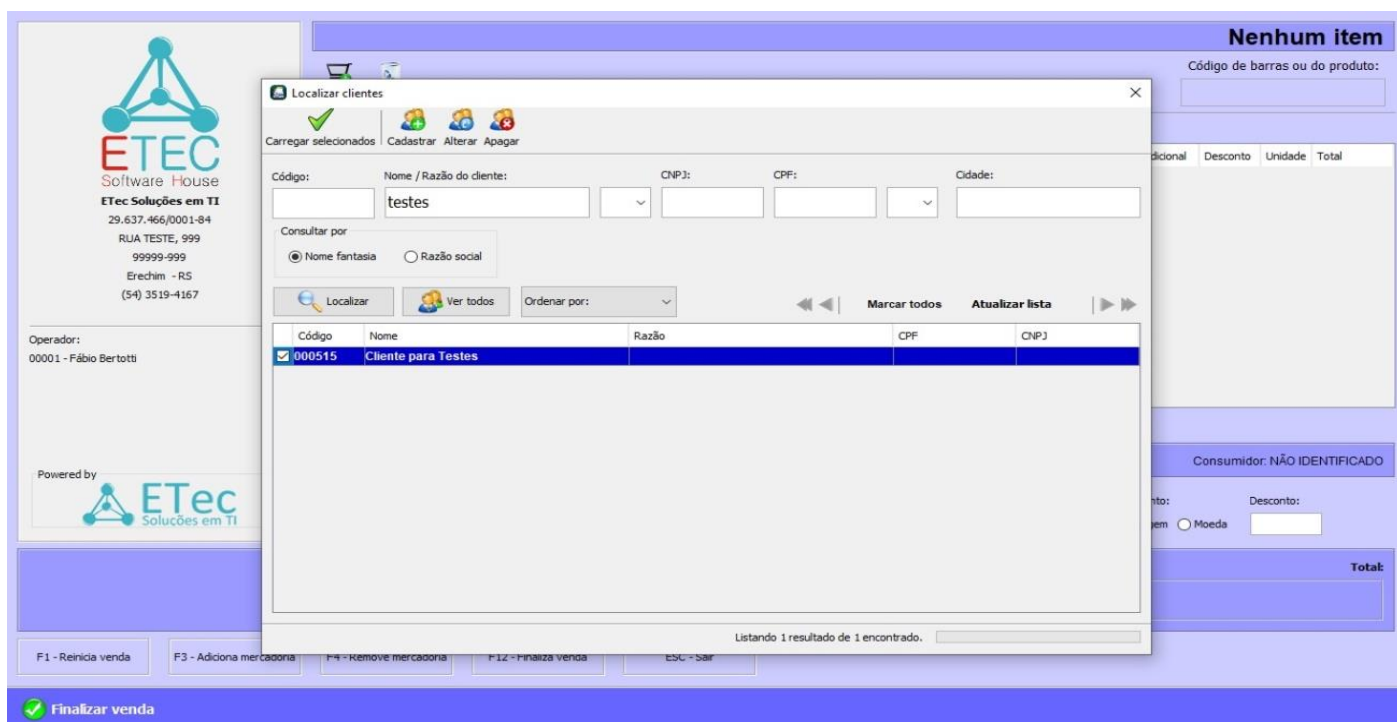 Nenhum item
Código de barras ou do produto:
ETEC
Software House
ETec Soluções em TI
29.637.466/0001-84
RUA TESTE, 999
99999-999
Erechim - RS
(54) 3519-4167
Operador:
00001 - Fábio Bertotti
Powered by
ETec
Soluções em TI
Localizar clientes
Carregar selecionados Cadastrar Alterar Apagar
Código: Nome / Razão do cliente: CNPJ: CPF: Cidade:
testes
Consultar por
Nome fantasia Razão social
Localizar Ver todos Ordenar por: Marcar todos Atualizar lista
Código Nome Razão CPF CNPJ
000515 Cliente para Testes
Listando 1 resultado de 1 encontrado.
dicional Desconto Unidade Total
Consumidor: NÃO IDENTIFICADO
nto: Desconto:
em Moeda
Total:
F1 - Reinicia venda F3 - Adiciona mercadoria F4 - Remove mercadoria F12 - Finaliza venda ESC - Sair
Finalizar venda